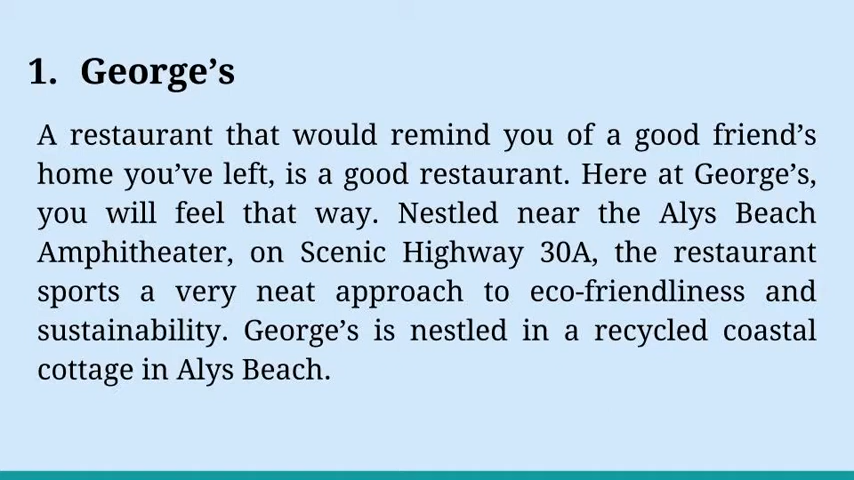 1. George’s
A restaurant that would remind you of a good friend’s
home you’ve left, is a good restaurant. Here at George’s,
you will feel that way. Nestled near the Alys Beach
Amphitheater, on Scenic Highway 30A, the restaurant
sports a very neat approach to eco-friendliness and
sustainability. George’s is nestled in a recycled coastal
cottage in Alys Beach.